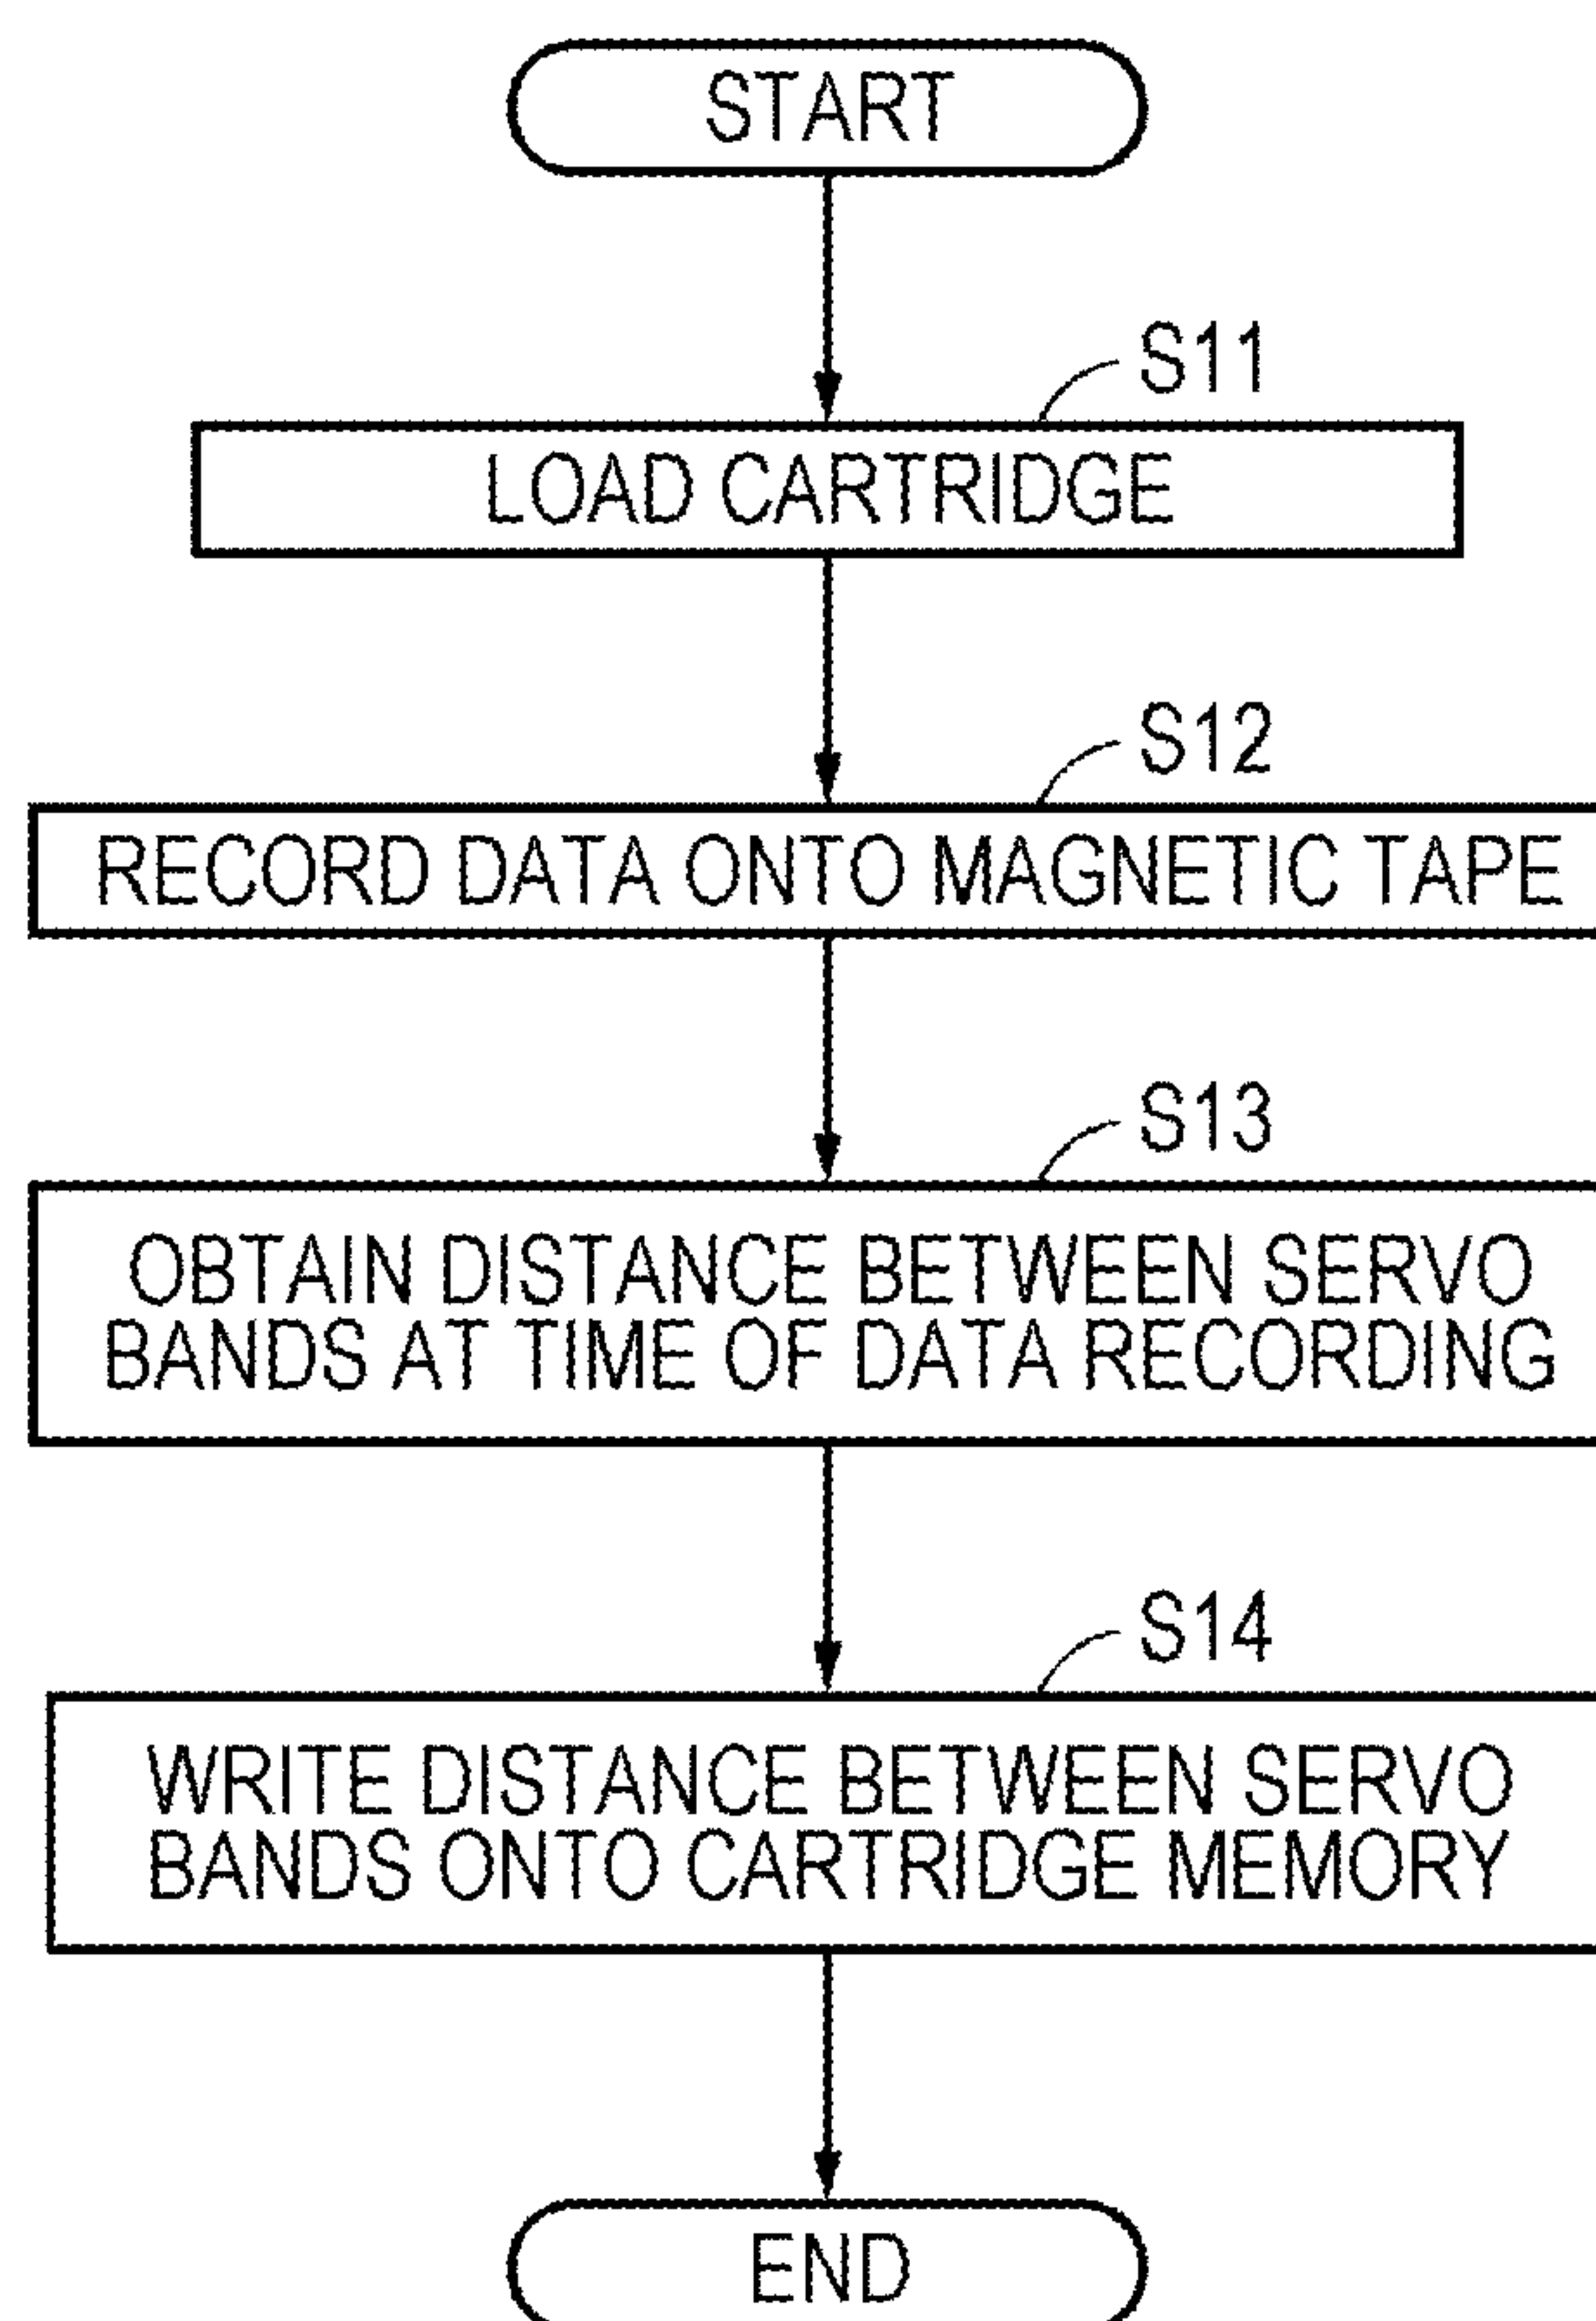 START
S11
LOAD CARTRIDGE
S12
RECORD DATA ONTO MAGNETIC TAPE
S13
OBTAIN DISTANCE BETWEEN SERVO
BANDS AT TIME OF DATA RECORDING
S14
WRITE DISTANCE BETWEEN SERVO
BANDS ONTO CARTRIDGE MEMORY
END